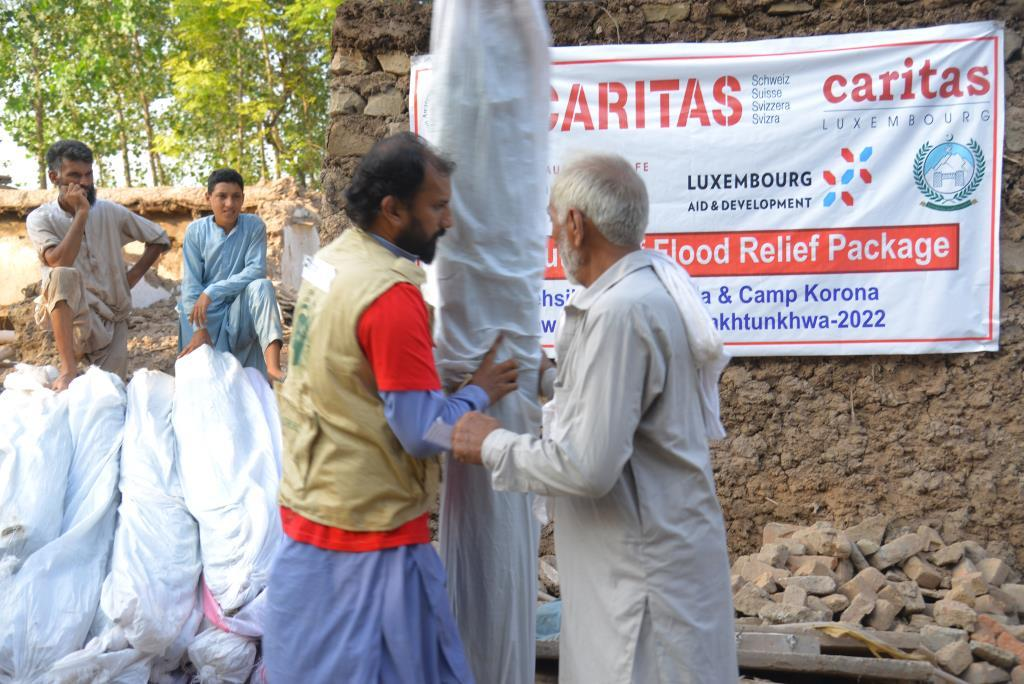 CARITAS
Schweiz
Suisse
Svizzera
Svizra
caritas
LUXEMBOURG
LUXEMBOURG
AID & DEVELOPMENT
Flood Relief Package
& Camp Korona
akhtunkhwa-2022